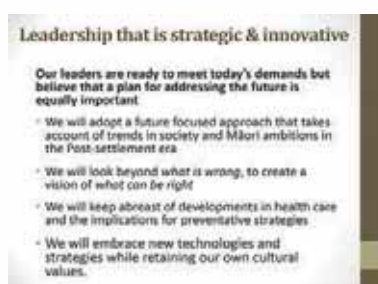 Leadership that is strategic & innovative
Our leaders are ready to meet today's demands but
believe that a plan for addressing the future is
equally important
• We will adopt a future focused approach that takes
account of trends in society and Māori ambitions in
the Post-settlement era
• We will look beyond what is wrong, to create a
vision of what can be right
• We will keep abreast of developments in health care
and the implications for preventative strategies
• We will embrace new technologies and
strategies while retaining our own cultural
values.